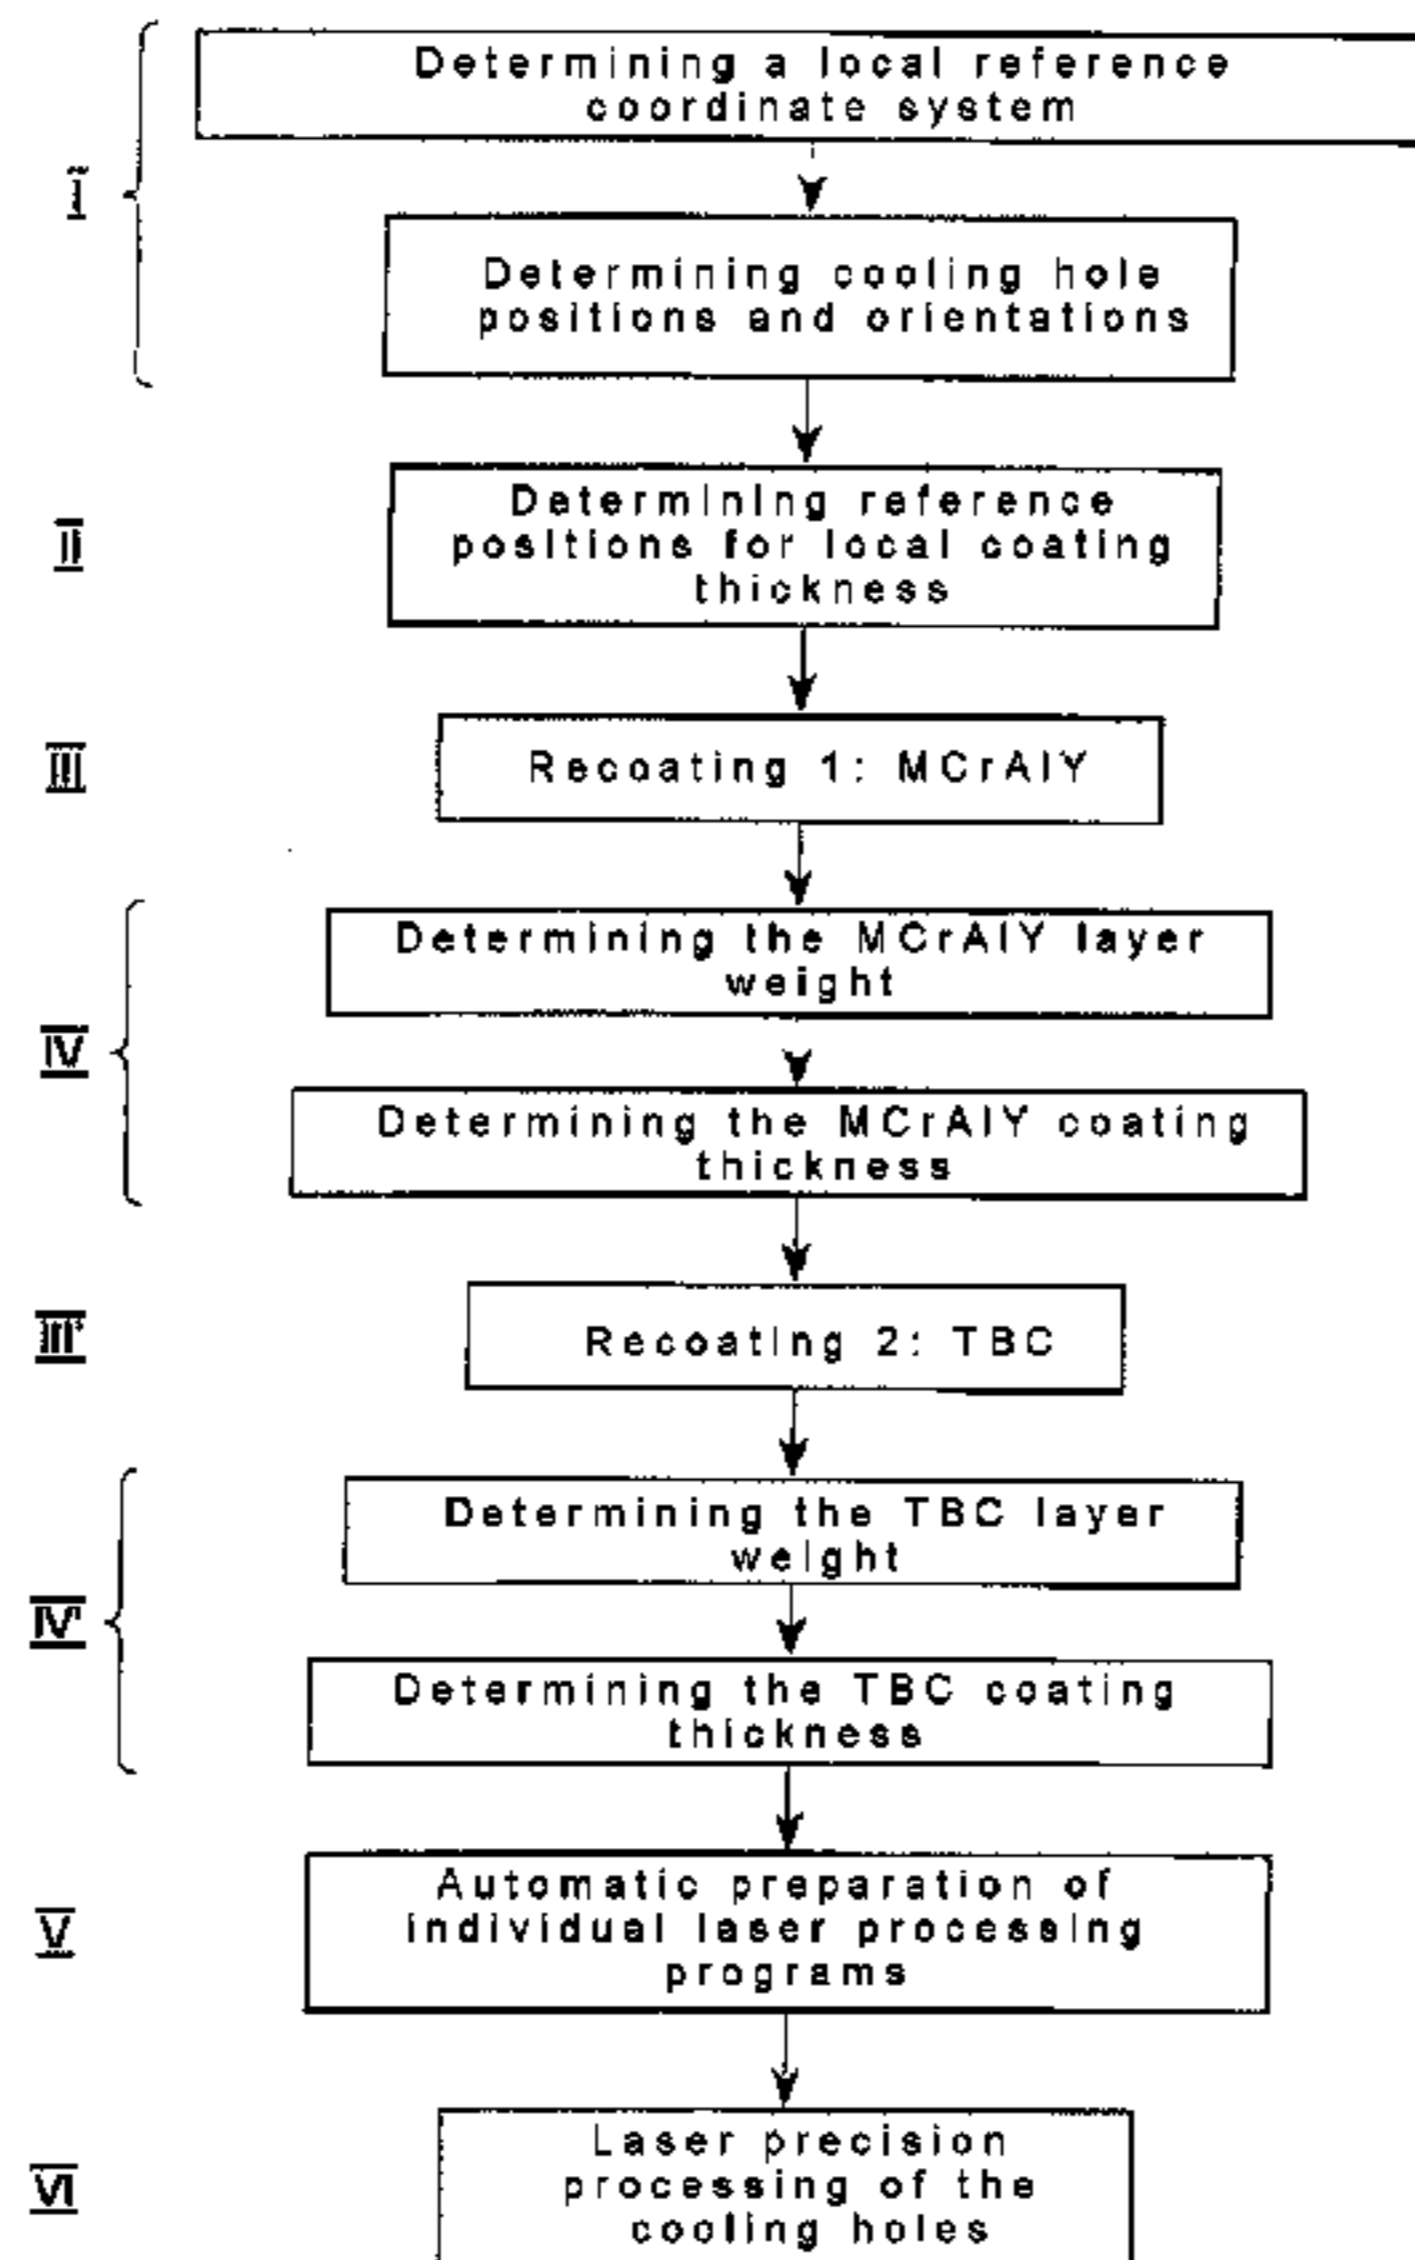 Determining a local reference
coordinate system
I
Determining cooling hole
positions and orientations
Determining reference
positions for local coating
thickness
II
Recoating 1: MCrAlY
III
Determining the MCrAlY layer
weight
IV
Determining the MCrAlY coating
thickness
Recoating 2: TBC
III'
Determining the TBC layer
weight
IV'
Determining the TBC coating
thickness
Automatic preparation of
individual laser processing
programs
V
Laser precision
processing of the
cooling holes
VI